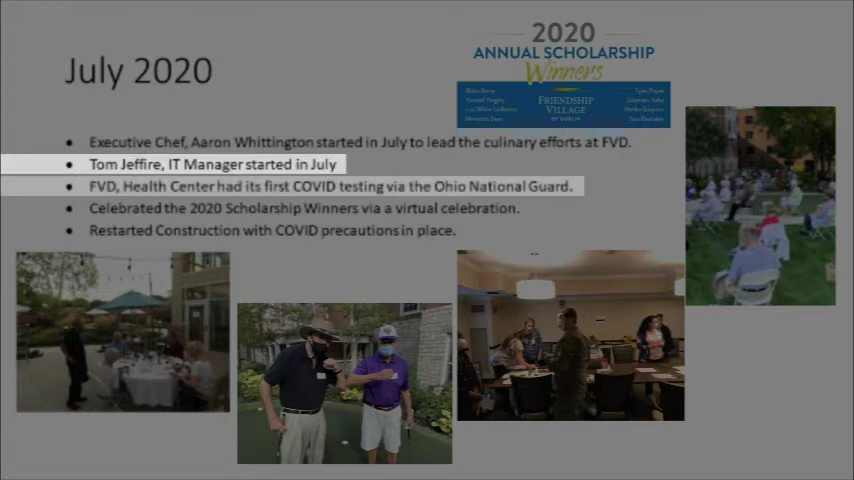 2020
ANNUAL SCHOLARSHIP
Winners
FRIENDSHIP
VILLAGE
OF DUBLIN
July 2020
• Executive Chef, Aaron Whittington started in July to lead the culinary efforts at FVD.
• Tom Jeffire, IT Manager started in July
• FVD, Health Center had its first COVID testing via the Ohio National Guard.
• Celebrated the 2020 Scholarship Winners via a virtual celebration.
• Restarted Construction with COVID precautions in place.